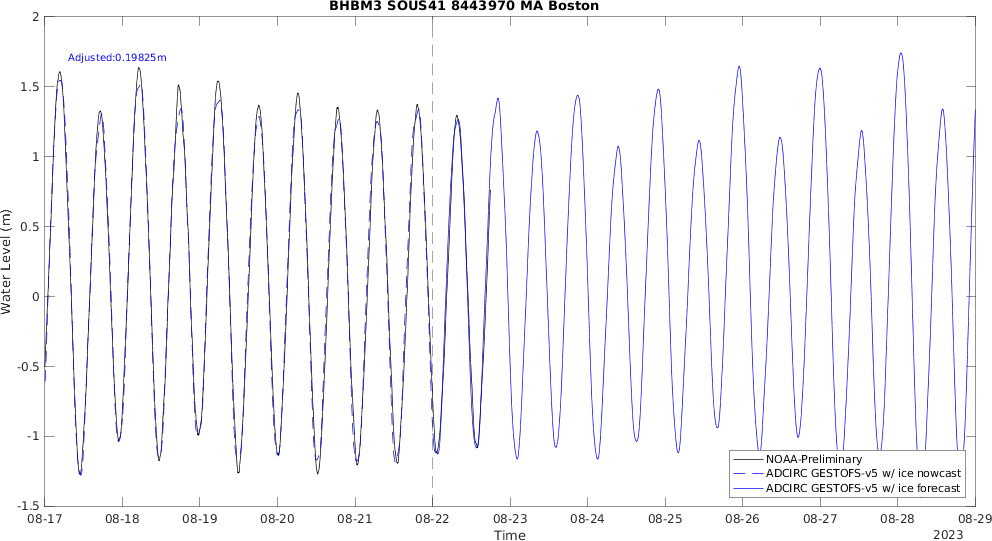 BHBM3 SOUS41 8443970 MA Boston
2
Adjusted:0.19825m
1.5
1
0.5
0
-0.5
-1
-1.5
Water Level (m)
NOAA-Preliminary
ADCIRC GESTOFS-v5 w/ ice nowcast
ADCIRC GESTOFS-v5 w/ ice forecast
08-17 08-18 08-19 08-20 08-21 08-22 08-23 08-24 08-25 08-26 08-27 08-28 08-29
Time
2023